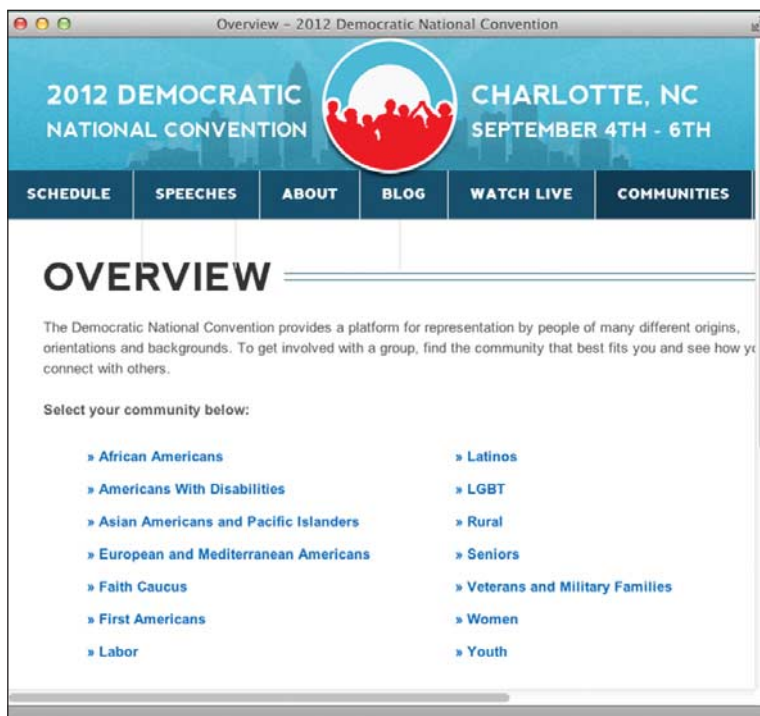 Overview – 2012 Democratic National Convention
2012 DEMOCRATIC
NATIONAL CONVENTION
CHARLOTTE, NC
SEPTEMBER 4TH - 6TH
SCHEDULE SPEECHES ABOUT BLOG WATCH LIVE COMMUNITIES
OVERVIEW
The Democratic National Convention provides a platform for representation by people of many different origins,
orientations and backgrounds. To get involved with a group, find the community that best fits you and see how
connect with others.
Select your community below:
» African Americans
» Americans With Disabilities
» Asian Americans and Pacific Islanders
» European and Mediterranean Americans
» Faith Caucus
» First Americans
» Labor
» Latinos
» LGBT
» Rural
» Seniors
» Veterans and Military Families
» Women
» Youth